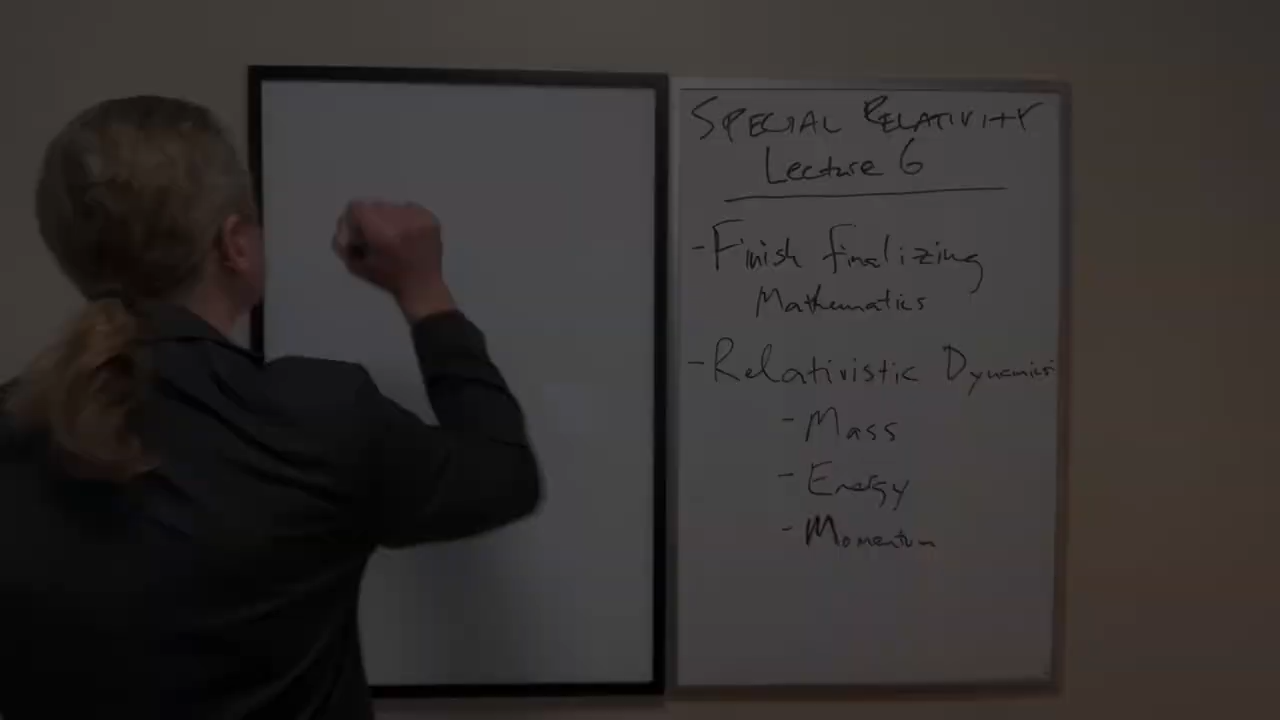 SPECIAL RELATIVITY
Lecture 6
- Finish finalizing
Mathematics
- Relativistic Dynamics
- Mass
- Energy
- Momentum